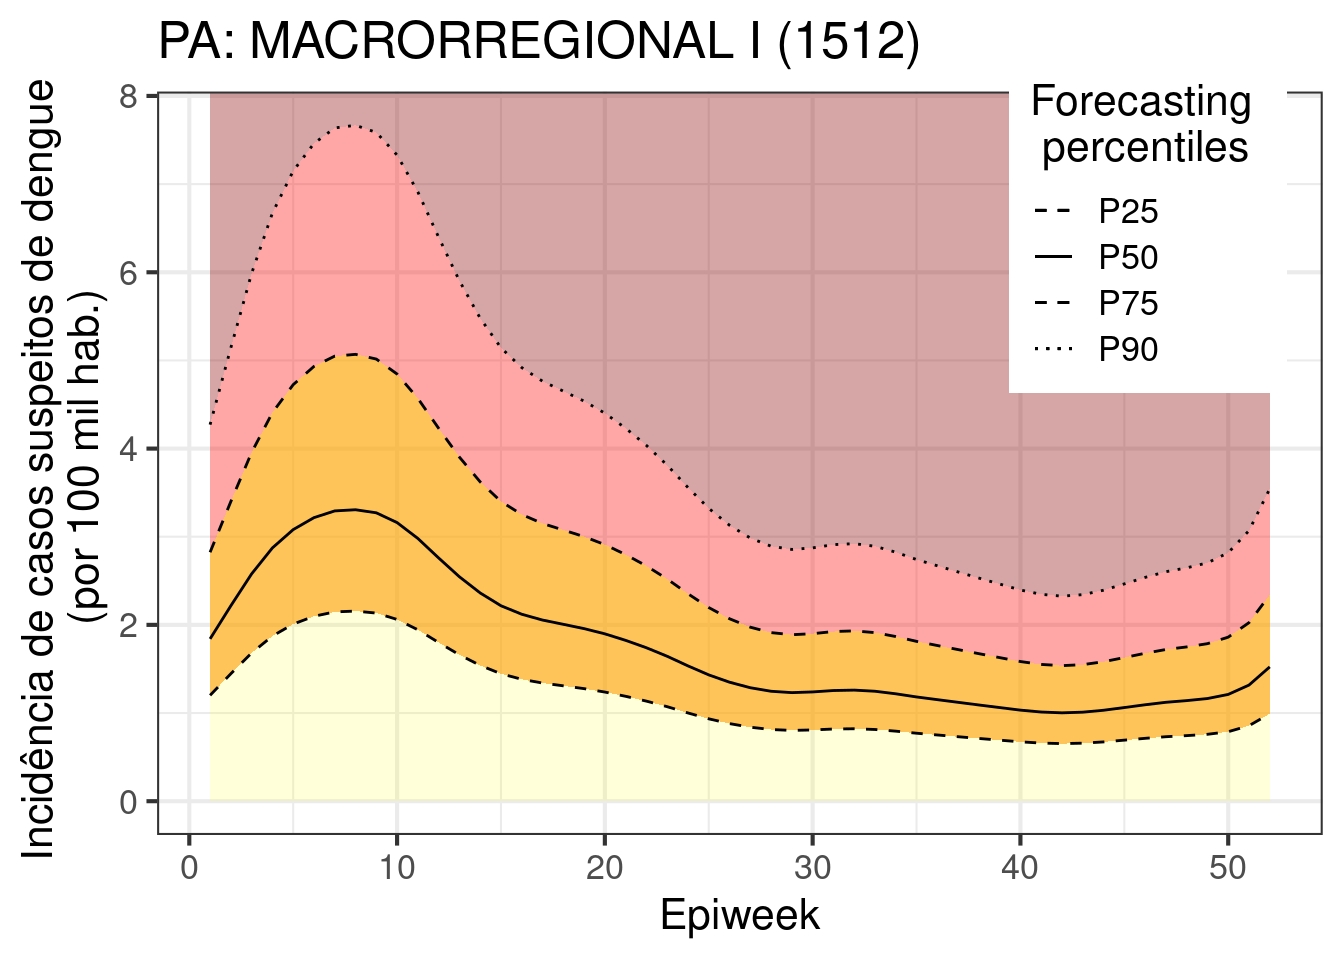 PA: MACRORREGIONAL I (1512)
Incidência de casos suspeitos de dengue
(por 100 mil hab.)
8
6
4
2
0
Forecasting
percentiles
P25
P50
P75
P90
0 10 20 30 40 50
Epiweek